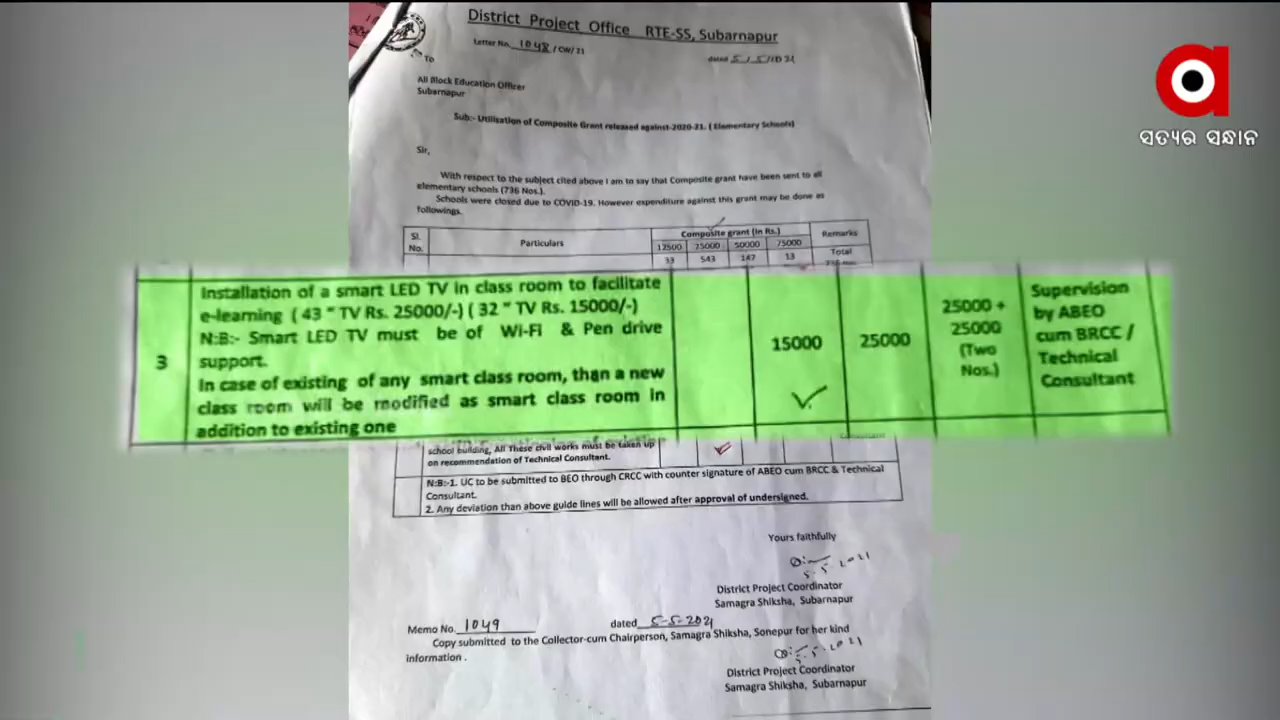 District Project Office RTE-SS, Subarnapur
Letter No. 1048 / CW/ 21
dated 5/5/1D 21
To
All Block Education Officer
Subarnapur
Sub:- Utilisation of Composite Grant released against-2020-21. ( Elementary Schools)
Sir,
With respect to the subject cited above I am to say that Composite grant have been sent to all
elementary schools (736 Nos.).
Schools were closed due to COVID-19. However expenditure against this grant may be done as
followings.
Sl. No. Particulars Composite grant (in Rs.) Remarks
12500 25000 50000 75000
33 543 147 13 Total
3
Installation of a smart LED TV in class room to facilitate
e-learning ( 43 " TV Rs. 25000/-) ( 32 " TV Rs. 15000/-)
N:B:- Smart LED TV must be of Wi-Fi & Pen drive
support.
In case of existing of any smart class room, than a new
class room will be modified as smart class room in
addition to existing one
15000
25000
25000 +
25000
(Two
Nos.)
Supervision
by ABEO
cum BRCC /
Technical
Consultant
school building, All These civil works must be taken up
on recommendation of Technical Consultant.
N:B:-1. UC to be submitted to BEO through CRCC with counter signature of ABEO cum BRCC & Technical
Consultant.
2. Any deviation than above guide lines will be allowed after approval of undersigned.
Yours faithfully
5.5.2021
District Project Coordinator
Samagra Shiksha, Subarnapur
Memo No. 1049 dated 5-5-2021
Copy submitted to the Collector-cum Chairperson, Samagra Shiksha, Sonepur for her kind
information .
5.5.2021
District Project Coordinator
Samagra Shiksha, Subarnapur
ସତ୍ୟର ସନ୍ଧାନ